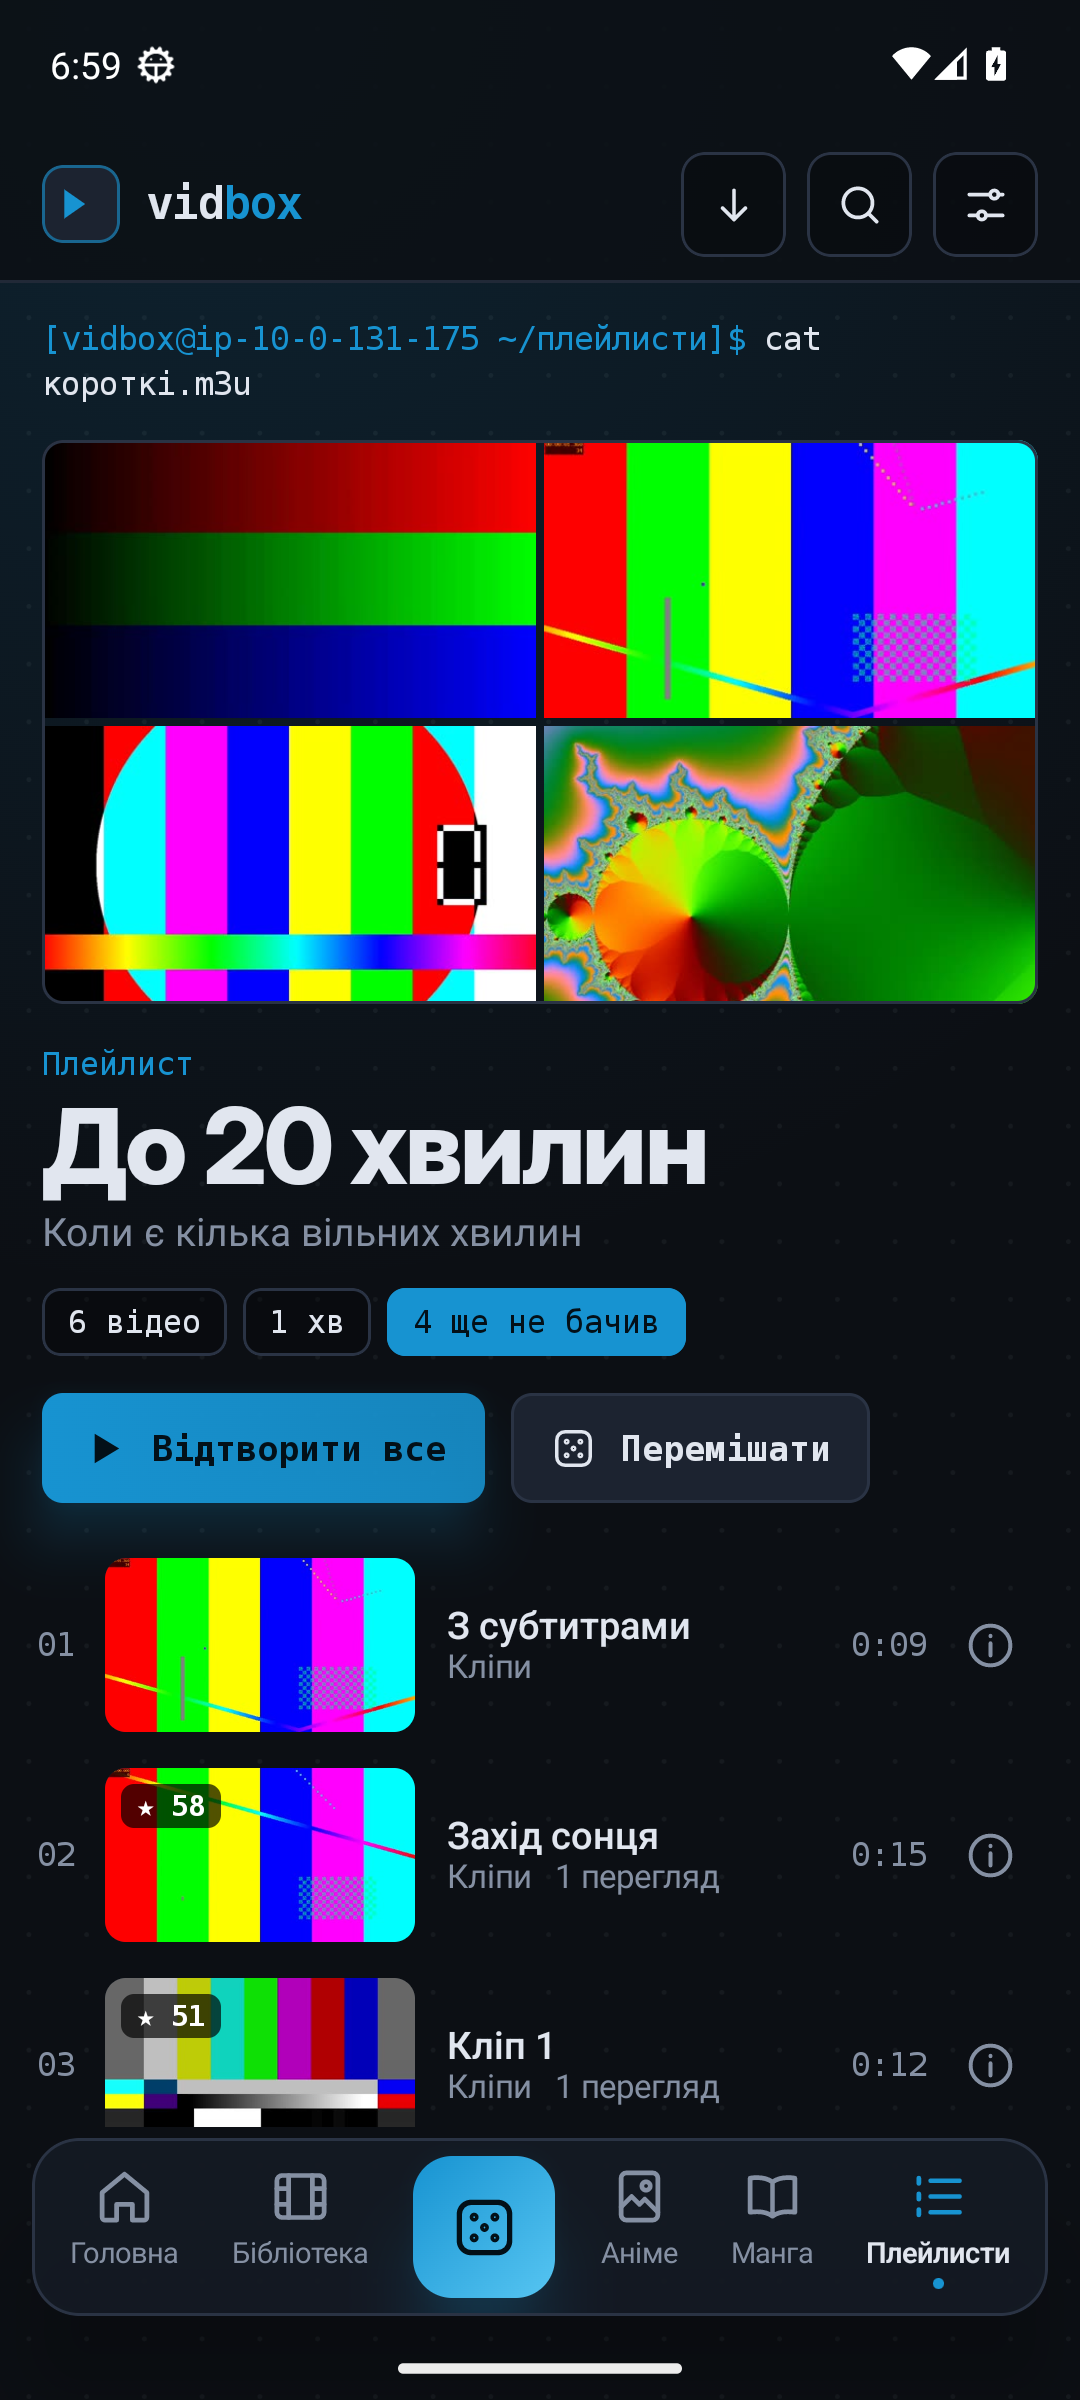 6:59
vidbox
[vidbox@ip-10-0-131-175 ~/плейлисти]$ cat
короткі.m3u
Плейлист
До 20 хвилин
Коли є кілька вільних хвилин
6 відео
1 хв
4 ще не бачив
Відтворити все
Перемішати
01
З субтитрами
Кліпи
0:09
02
★ 58
Захід сонця
Кліпи 1 перегляд
0:15
03
★ 51
Кліп 1
Кліпи 1 перегляд
0:12
Головна
Бібліотека
Аніме
Манга
Плейлисти